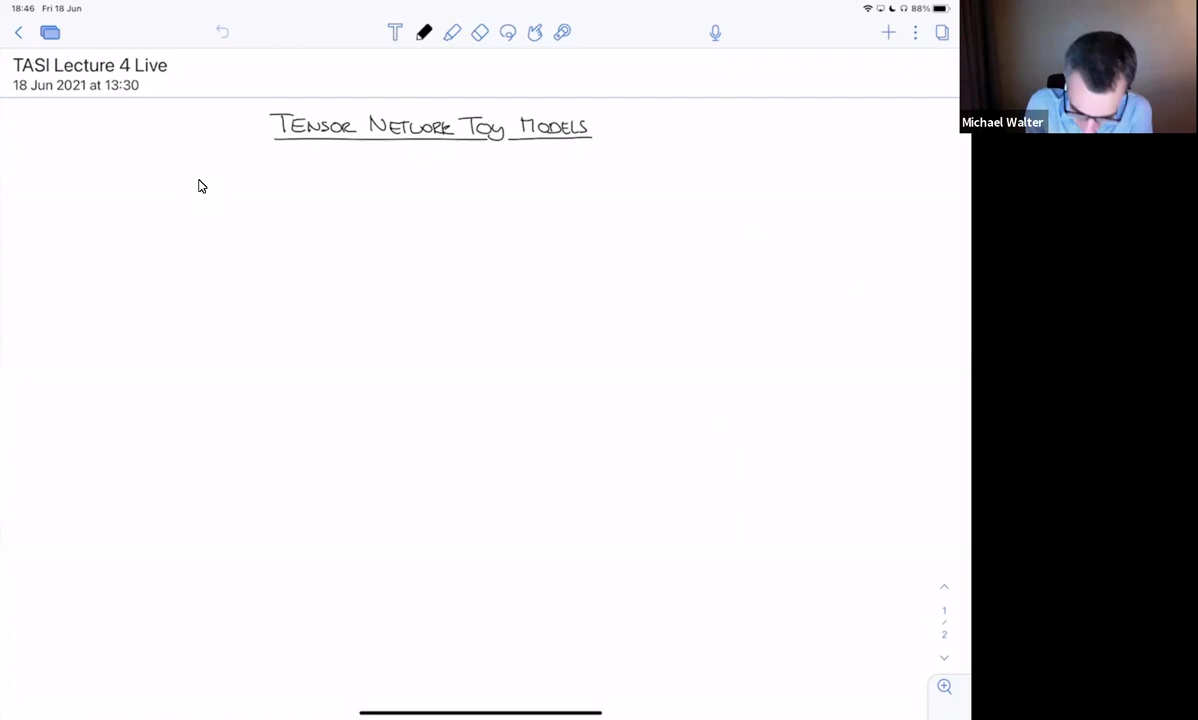 18:46 Fri 18 Jun
88%
T
TASI Lecture 4 Live
18 Jun 2021 at 13:30
TENSOR NETWORK TOY MODELS
Michael Walter
1
/
2